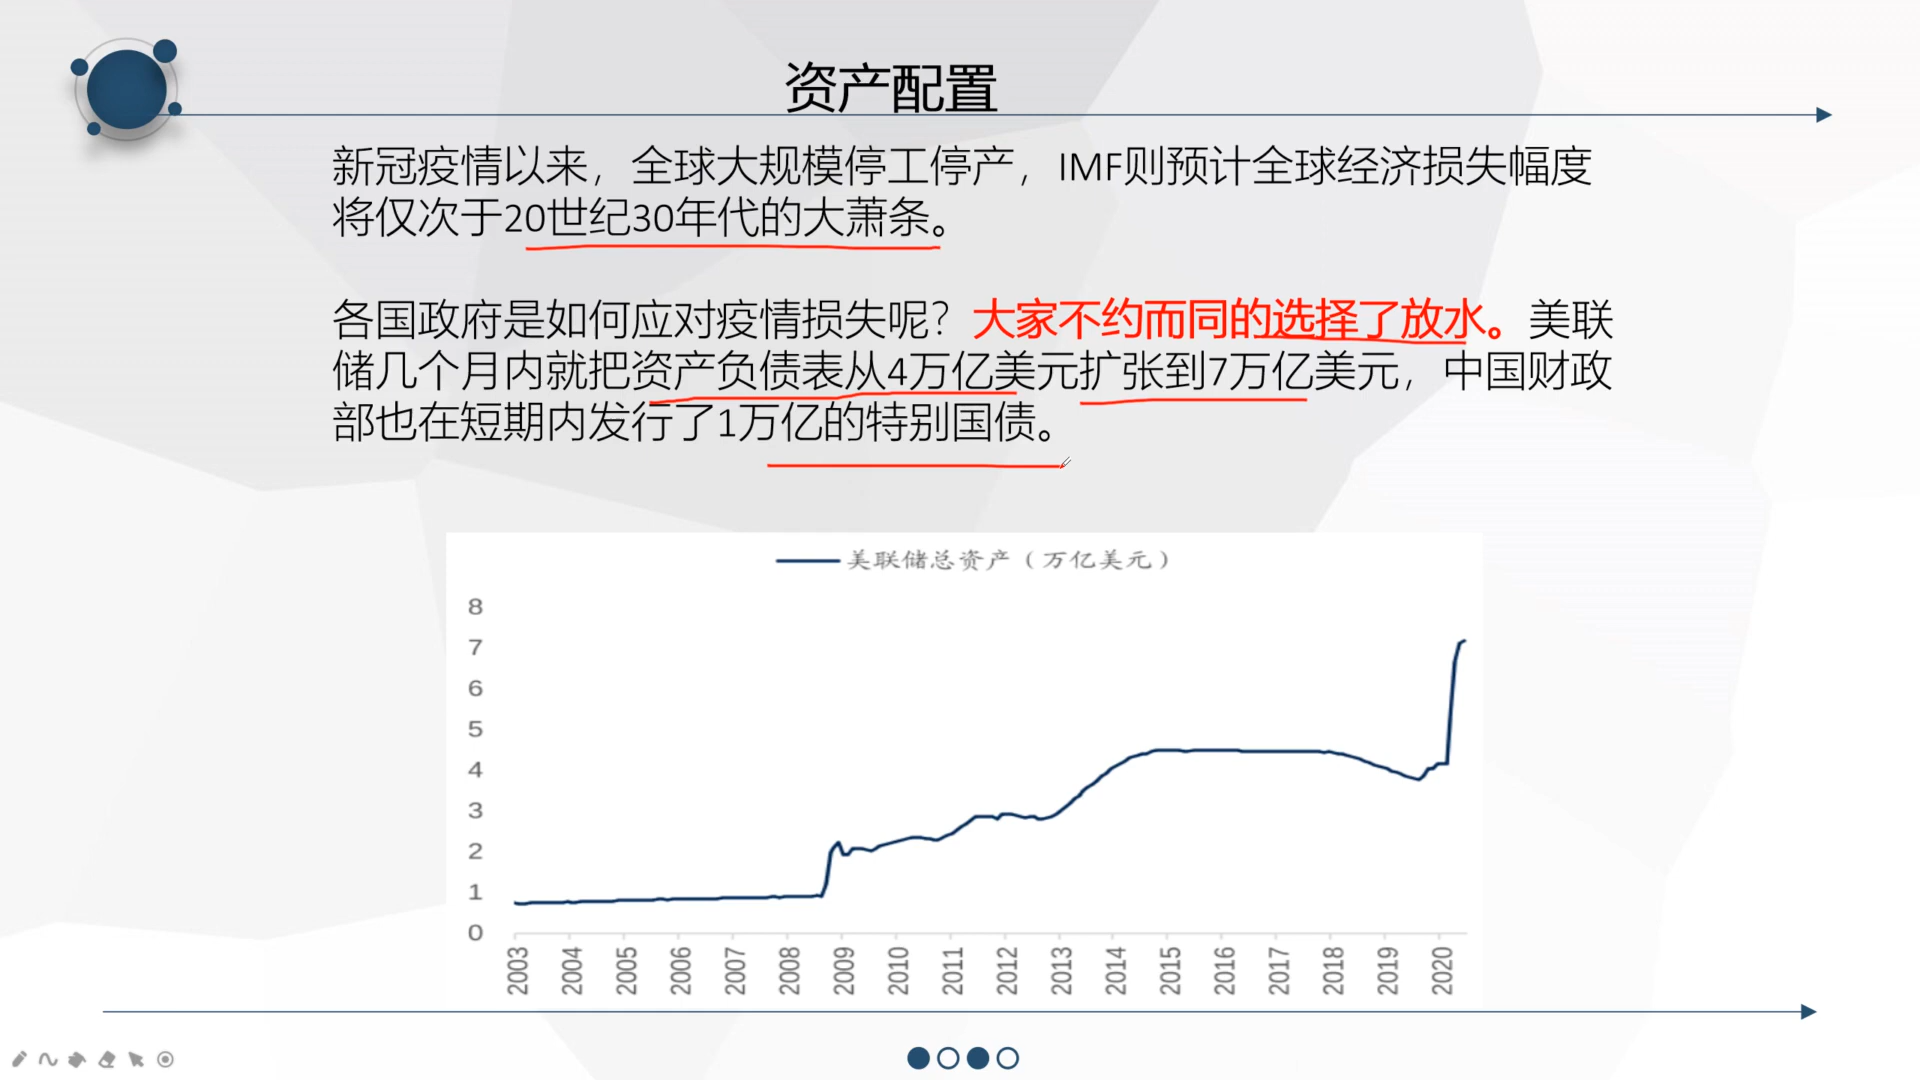 资产配置
新冠疫情以来，全球大规模停工停产，IMF则预计全球经济损失幅度
将仅次于20世纪30年代的大萧条。
各国政府是如何应对疫情损失呢？大家不约而同的选择了放水。美联
储几个月内就把资产负债表从4万亿美元扩张到7万亿美元，中国财政
部也在短期内发行了1万亿的特别国债。
美联储总资产（万亿美元）
8
7
6
5
4
3
2
1
0
2003 2004 2005 2006 2007 2008 2009 2010 2011 2012 2013 2014 2015 2016 2017 2018 2019 2020